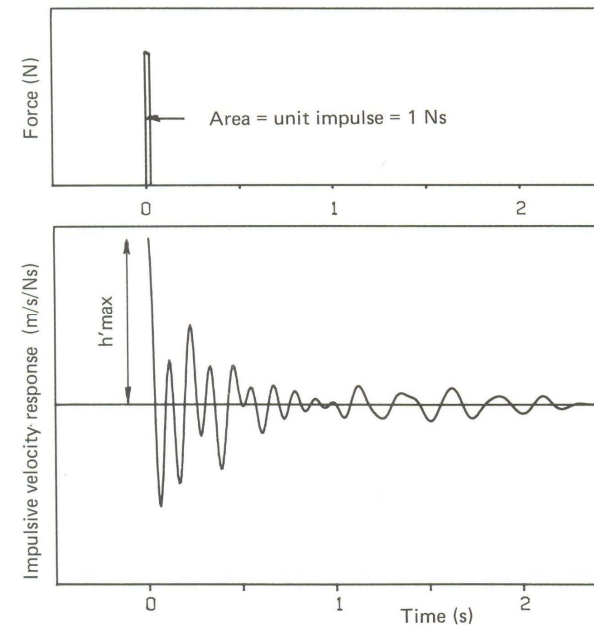 Force (N)
Area = unit impulse = 1 Ns
0 1 2
Impulsive velocity response (m/s/Ns)
h'max
0 1 2
Time (s)